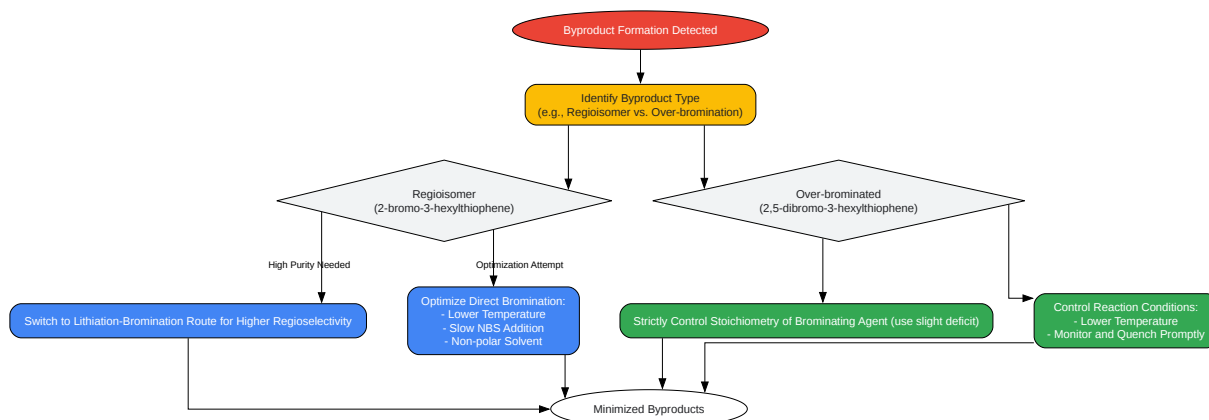 Byproduct Formation Detected
Identify Byproduct Type
(e.g., Regioisomer vs. Over-bromination)
Regioisomer
(2-bromo-3-hexylthiophene)
Over-brominated
(2,5-dibromo-3-hexylthiophene)
High Purity Needed
Optimization Attempt
Switch to Lithiation-Bromination Route for Higher Regioselectivity
Optimize Direct Bromination:
- Lower Temperature
- Slow NBS Addition
- Non-polar Solvent
Strictly Control Stoichiometry of Brominating Agent (use slight deficit)
Control Reaction Conditions:
- Lower Temperature
- Monitor and Quench Promptly
Minimized Byproducts